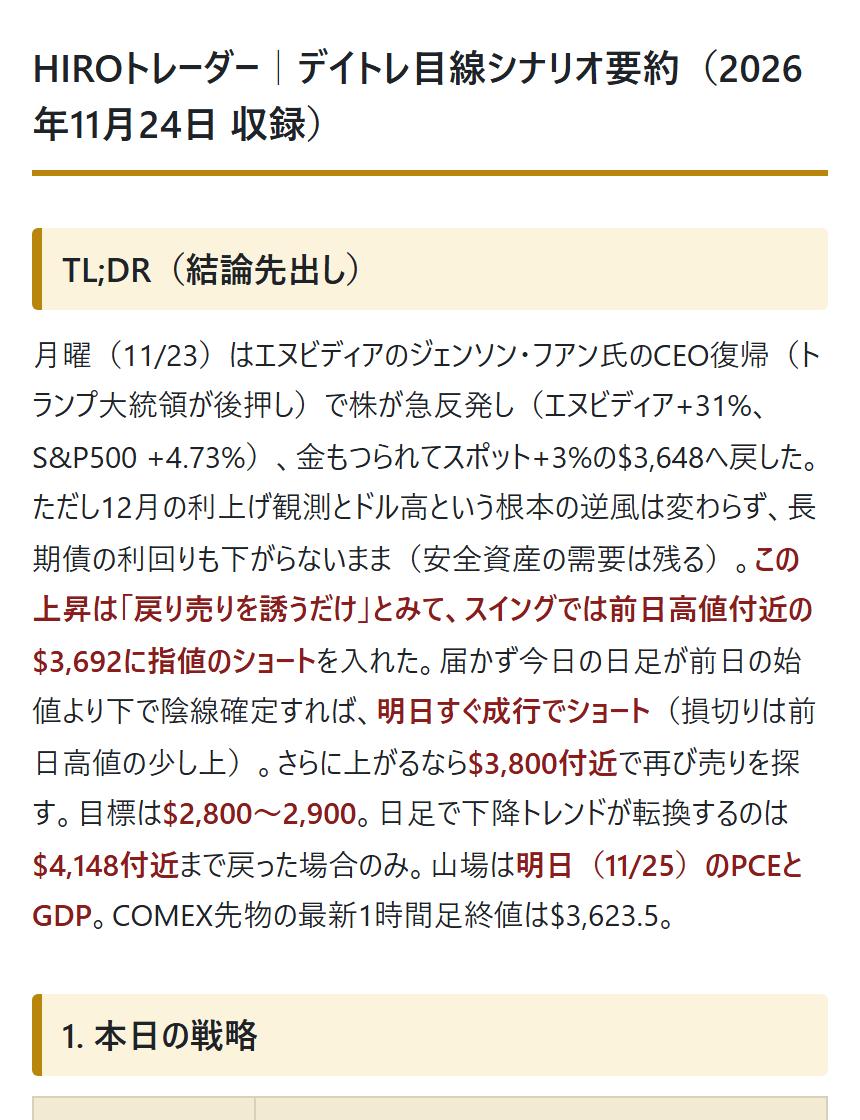 HIROトレーダー｜デイトレ目線シナリオ要約（2026
年11月24日 収録）
TL;DR（結論先出し）
月曜（11/23）はエヌビディアのジェンソン・フアン氏のCEO復帰（ト
ランプ大統領が後押し）で株が急反発し（エヌビディア+31%、
S&P500 +4.73%）、金もつられてスポット+3%の$3,648へ戻した。
ただし12月の利上げ観測とドル高という根本の逆風は変わらず、長
期債の利回りも下がらないまま（安全資産の需要は残る）。この
上昇は「戻り売りを誘うだけ」とみて、スイングでは前日高値付近の
$3,692に指値のショートを入れた。届かず今日の日足が前日の始
値より下で陰線確定すれば、明日すぐ成行でショート（損切りは前
日高値の少し上）。さらに上がるなら$3,800付近で再び売りを探
す。目標は$2,800～2,900。日足で下降トレンドが転換するのは
$4,148付近まで戻った場合のみ。山場は明日（11/25）のPCEと
GDP。COMEX先物の最新1時間足終値は$3,623.5。
1. 本日の戦略